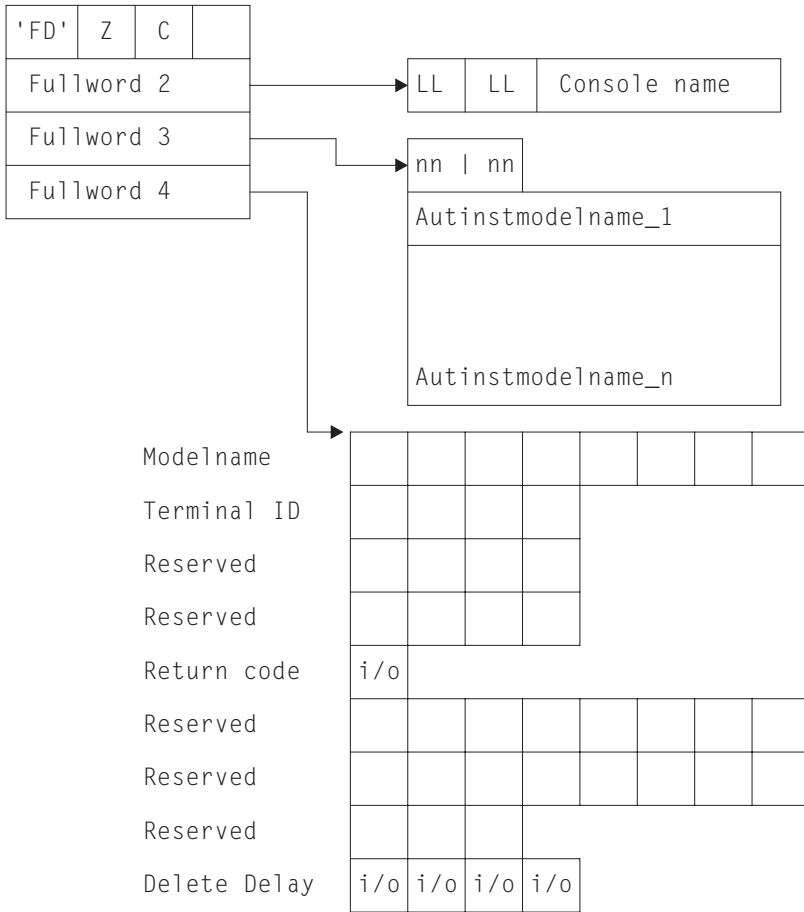 'FD' Z C
Fullword 2
LL LL Console name
Fullword 3
nn | nn
Fullword 4
Autinstmodelname_1
Autinstmodelname_n
Modelname
Terminal ID
Reserved
Reserved
Return code i/o
Reserved
Reserved
Reserved
Delete Delay i/o i/o i/o i/o